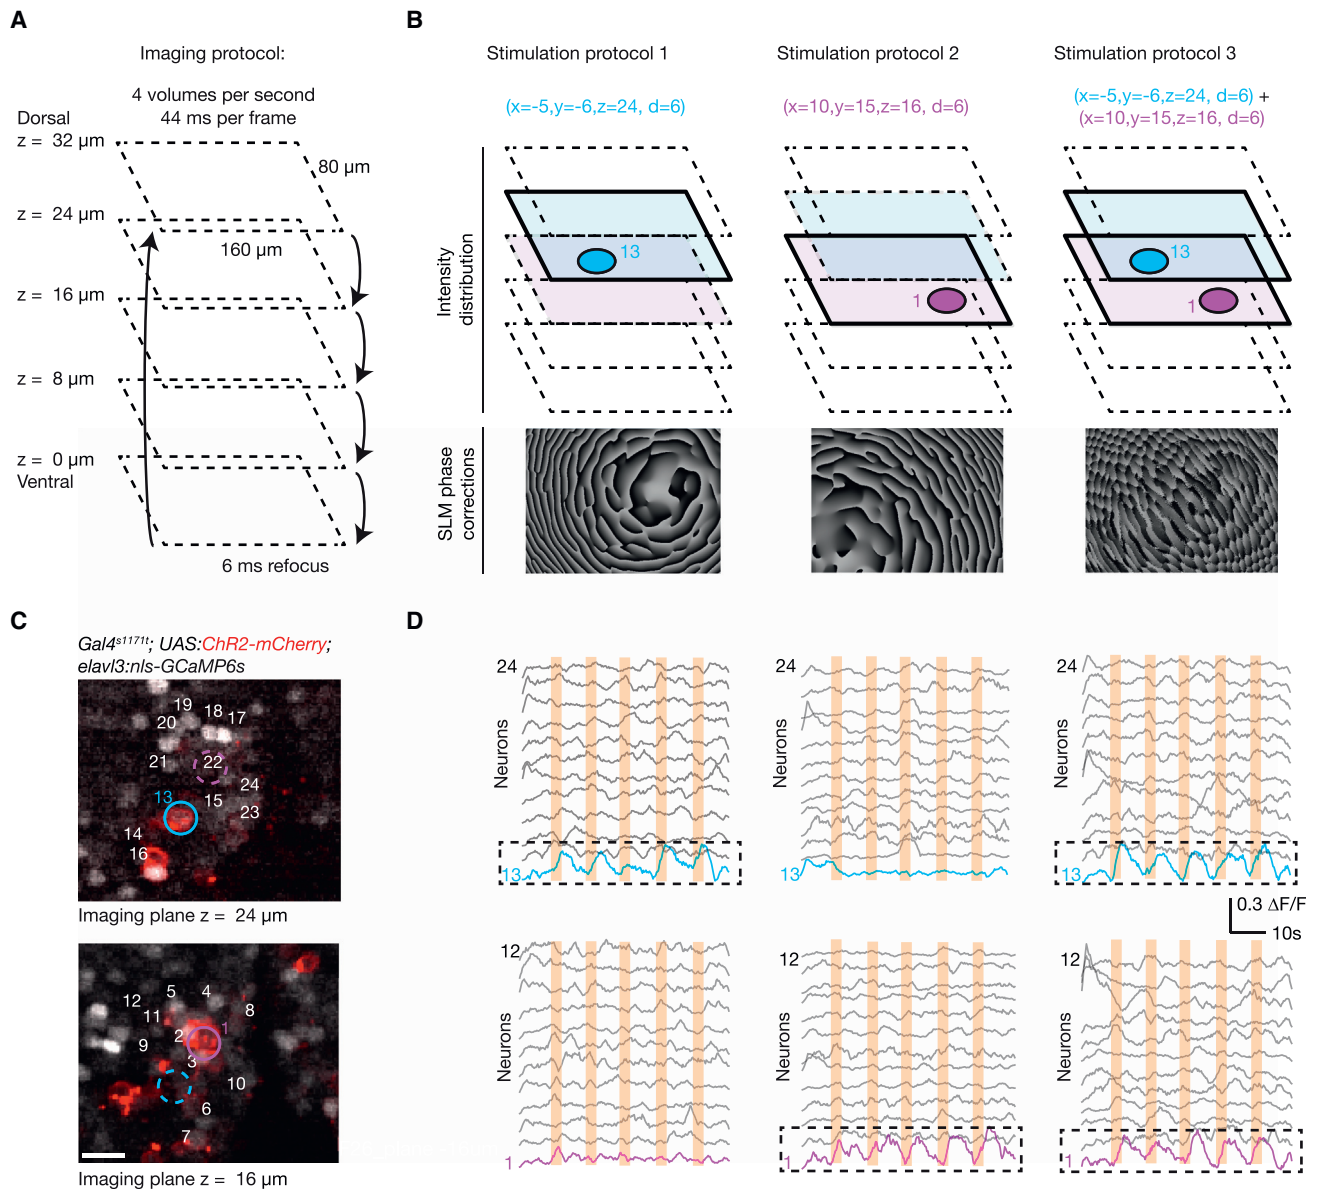 A
Imaging protocol:
4 volumes per second
44 ms per frame
Dorsal
z = 32 µm
80 µm
z = 24 µm
160 µm
z = 16 µm
z = 8 µm
z = 0 µm
Ventral
6 ms refocus
B
Stimulation protocol 1
Stimulation protocol 2
Stimulation protocol 3
(x=-5,y=-6,z=24, d=6)
(x=10,y=15,z=16, d=6)
(x=-5,y=-6,z=24, d=6) +
(x=10,y=15,z=16, d=6)
Intensity
distribution
13
1
13
1
SLM phase
corrections
C
Gal4s1171t; UAS:ChR2-mCherry;
elavl3:nls-GCaMP6s
19
18
17
20
21
22
24
13
15
23
14
16
Imaging plane z = 24 µm
5
4
12
8
11
1
2
9
3
10
6
7
Imaging plane z = 16 µm
D
24
Neurons
13
24
Neurons
13
24
Neurons
13
0.3 ΔF/F
10s
12
Neurons
1
12
Neurons
1
12
Neurons
1